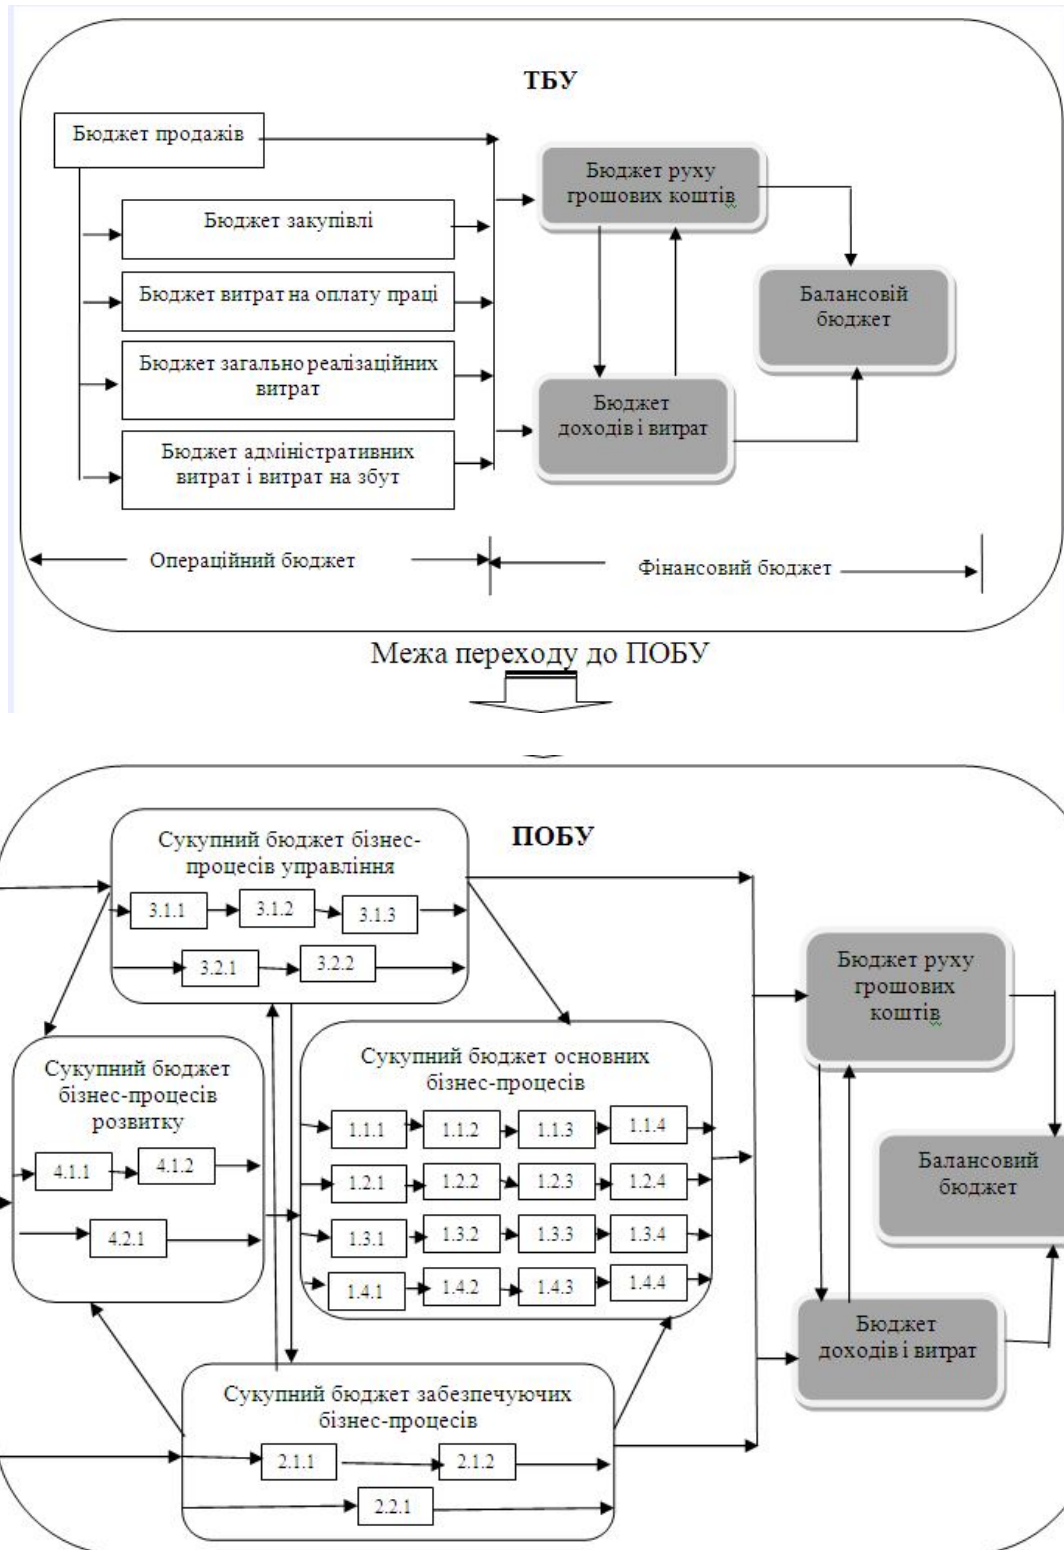 ТБУ
Бюджет продажів
Бюджет закупівлі
Бюджет витрат на оплату праці
Бюджет загально реалізаційних
витрат
Бюджет адміністративних
витрат і витрат на збут
Бюджет руху
грошових коштів
Балансовій
бюджет
Бюджет
доходів і витрат
Операційний бюджет
Фінансовий бюджет
Межа переходу до ПОБУ
ПОБУ
Сукупний бюджет бізнес-
процесів управління
3.1.1
3.1.2
3.1.3
3.2.1
3.2.2
Сукупний бюджет
бізнес-процесів
розвитку
4.1.1
4.1.2
4.2.1
Сукупний бюджет основних
бізнес-процесів
1.1.1
1.1.2
1.1.3
1.1.4
1.2.1
1.2.2
1.2.3
1.2.4
1.3.1
1.3.2
1.3.3
1.3.4
1.4.1
1.4.2
1.4.3
1.4.4
Сукупний бюджет забезпечуючих
бізнес-процесів
2.1.1
2.1.2
2.2.1
Бюджет руху
грошових
коштів
Балансовий
бюджет
Бюджет
доходів і витрат